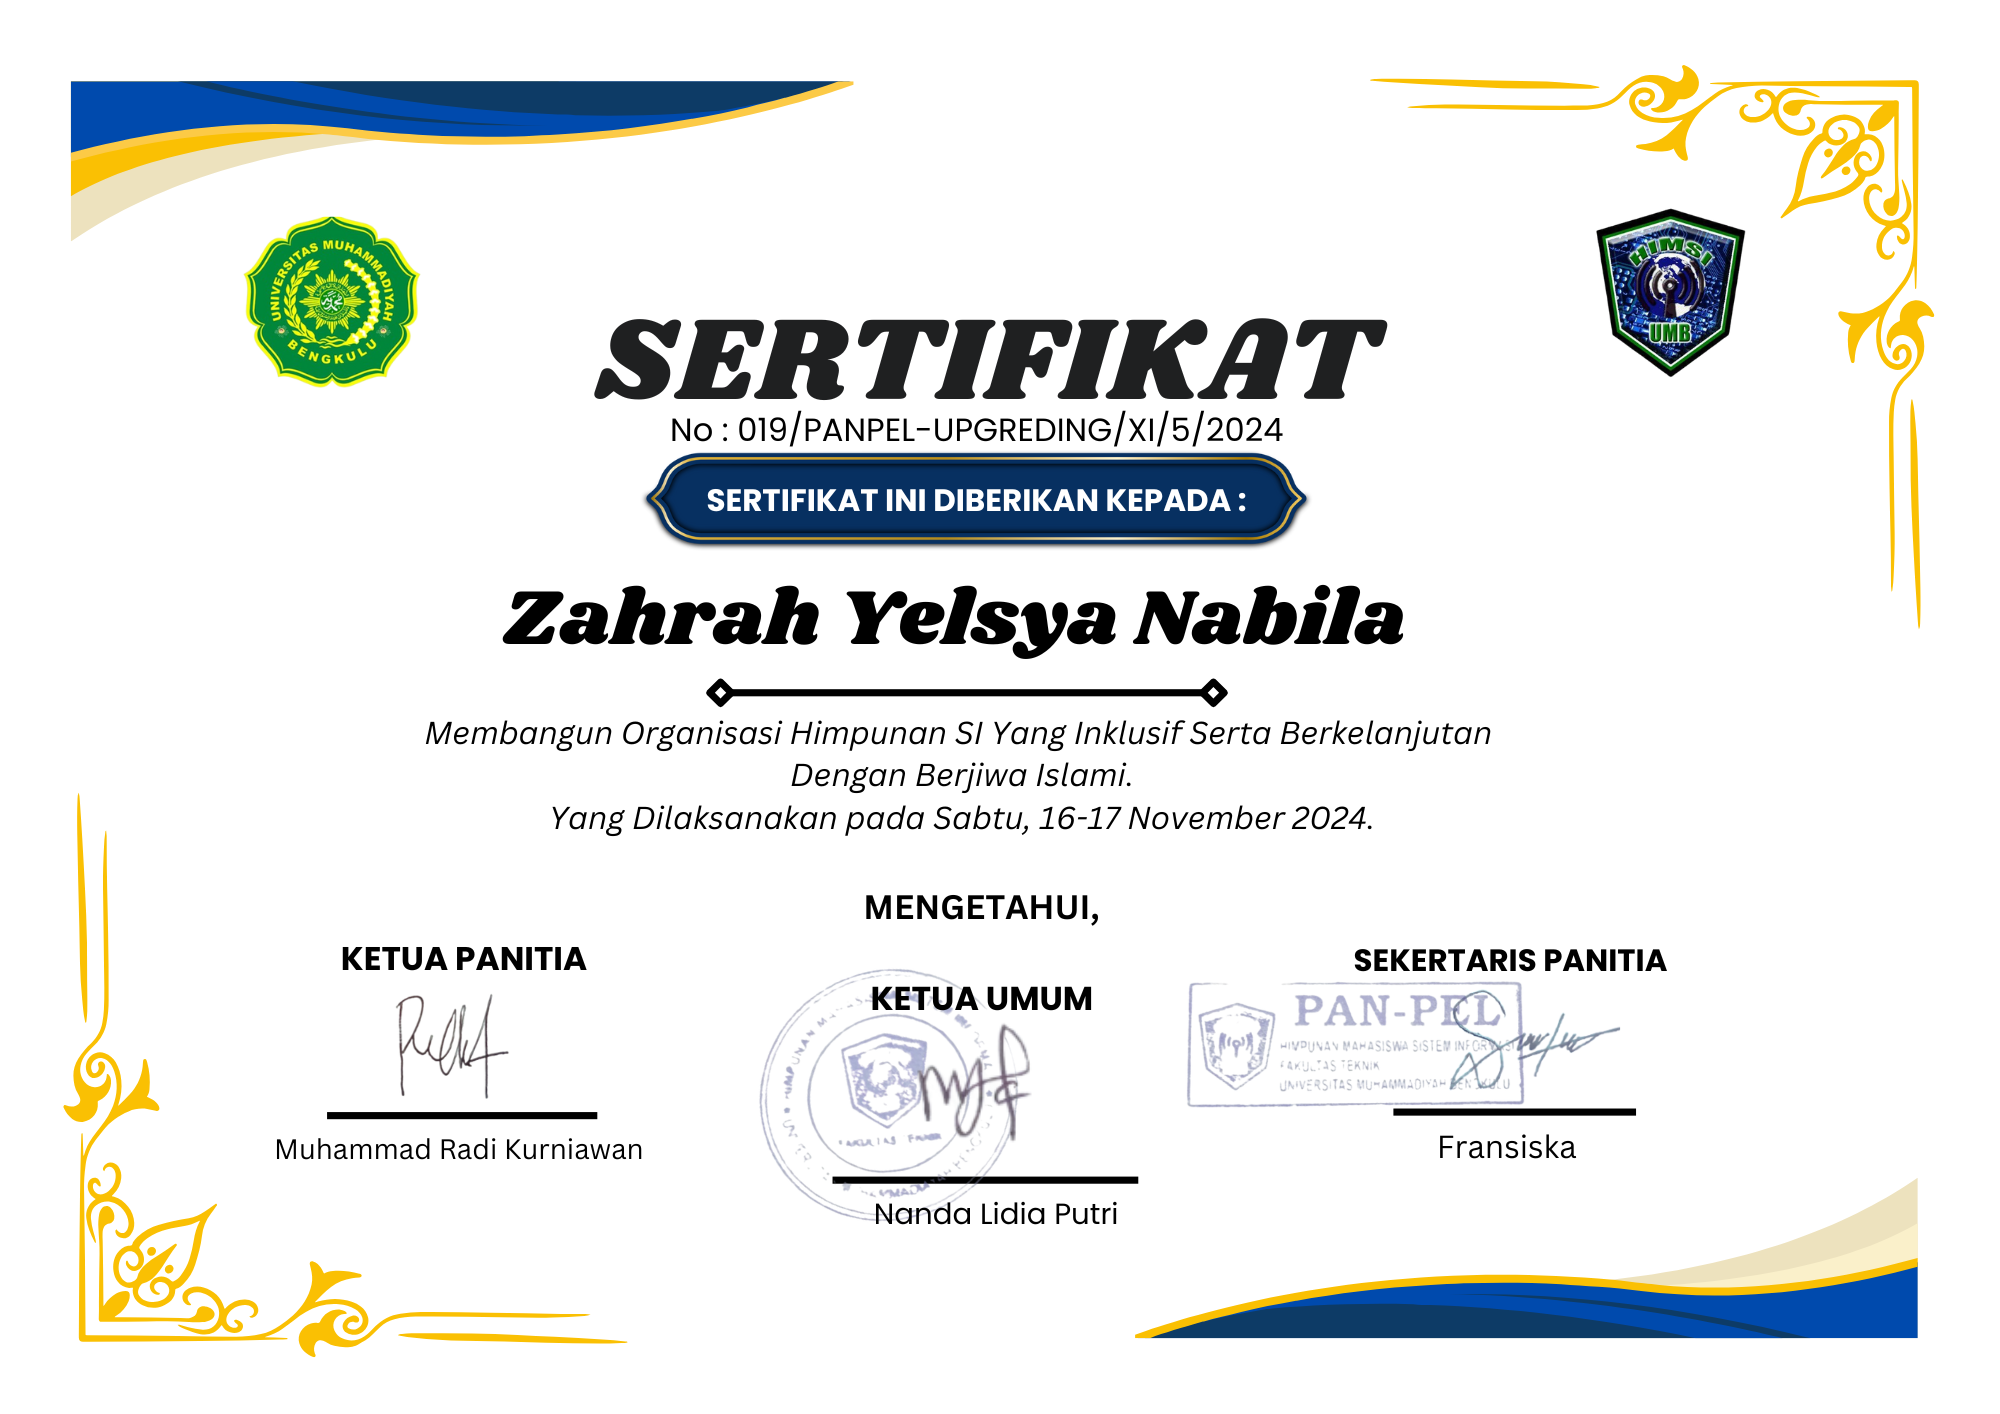 UNIVERSITAS MUHAMMADIYAH
BENGKULU
HIMSI
UMB
SERTIFIKAT
No : 019/PANPEL-UPGREDING/XI/5/2024
SERTIFIKAT INI DIBERIKAN KEPADA :
Zahrah Yelsya Nabila
Membangun Organisasi Himpunan SI Yang Inklusif Serta Berkelanjutan
Dengan Berjiwa Islami.
Yang Dilaksanakan pada Sabtu, 16-17 November 2024.
MENGETAHUI,
KETUA PANITIA
Muhammad Radi Kurniawan
KETUA UMUM
Nanda Lidia Putri
SEKERTARIS PANITIA
PAN-PEL
HIMPUNAN MAHASISWA SISTEM INFORMASI
FAKULTAS TEKNIK
UNIVERSITAS MUHAMMADIYAH BENGKULU
Fransiska